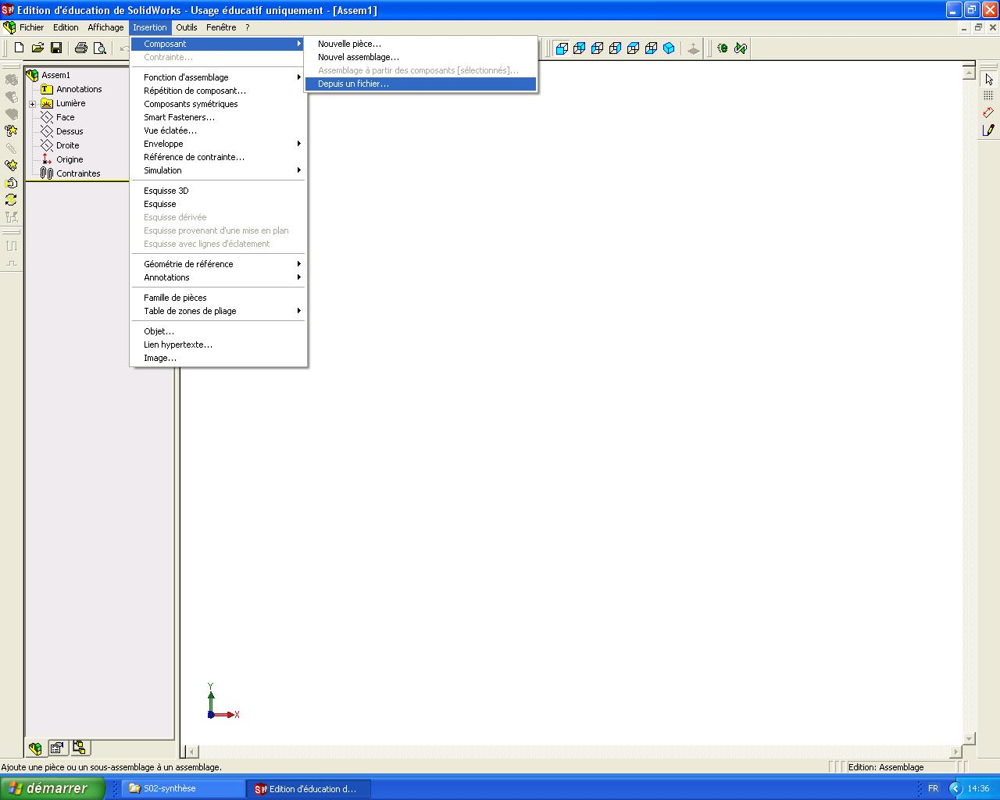 Edition d'éducation de SolidWorks - Usage éducatif uniquement - [Assem1]
Fichier Edition Affichage Insertion Outils Fenêtre ?
Composant
Contrainte...
Fonction d'assemblage
Répétition de composant...
Composants symétriques
Smart Fasteners...
Vue éclatée...
Enveloppe
Référence de contrainte...
Simulation
Esquisse 3D
Esquisse
Esquisse dérivée
Esquisse provenant d'une mise en plan
Esquisse avec lignes d'éclatement
Géométrie de référence
Annotations
Famille de pièces
Table de zones de pliage
Objet...
Lien hypertexte...
Image...
Nouvelle pièce...
Nouvel assemblage...
Assemblage à partir des composants [sélectionnés]...
Depuis un fichier...
Assem1
Annotations
Lumière
Face
Dessus
Droite
Origine
Contraintes
Y
X
Ajoute une pièce ou un sous-assemblage à un assemblage.
Edition: Assemblage
démarrer
S02-synthèse
Edition d'éducation d...
FR
14:36